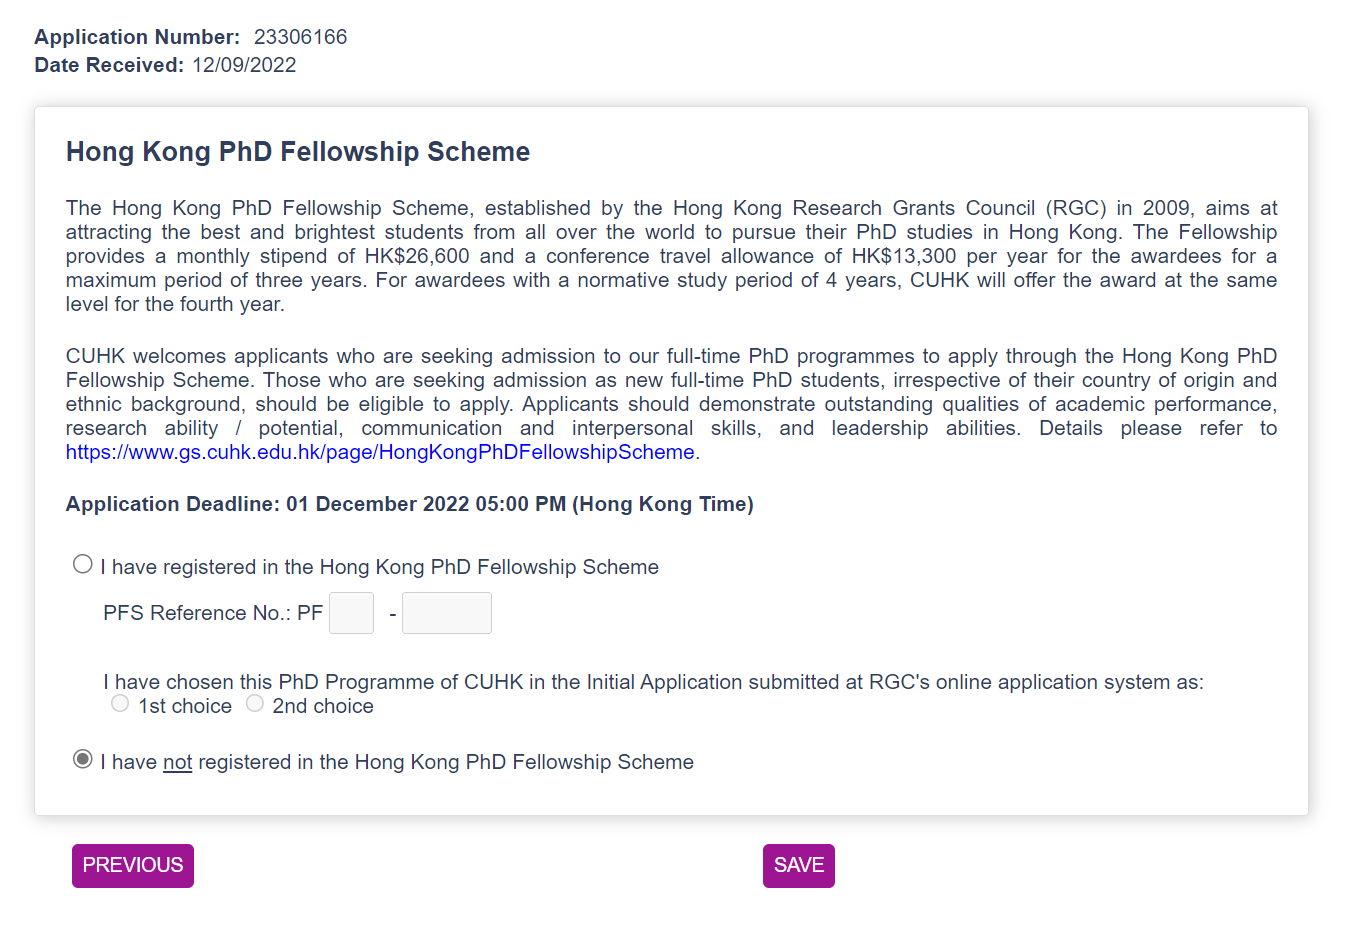 Application Number: 23306166
Date Received: 12/09/2022
Hong Kong PhD Fellowship Scheme
The Hong Kong PhD Fellowship Scheme, established by the Hong Kong Research Grants Council (RGC) in 2009, aims at
attracting the best and brightest students from all over the world to pursue their PhD studies in Hong Kong. The Fellowship
provides a monthly stipend of HK$26,600 and a conference travel allowance of HK$13,300 per year for the awardees for a
maximum period of three years. For awardees with a normative study period of 4 years, CUHK will offer the award at the same
level for the fourth year.
CUHK welcomes applicants who are seeking admission to our full-time PhD programmes to apply through the Hong Kong PhD
Fellowship Scheme. Those who are seeking admission as new full-time PhD students, irrespective of their country of origin and
ethnic background, should be eligible to apply. Applicants should demonstrate outstanding qualities of academic performance,
research ability / potential, communication and interpersonal skills, and leadership abilities. Details please refer to
https://www.gs.cuhk.edu.hk/page/HongKongPhDFellowshipScheme.
Application Deadline: 01 December 2022 05:00 PM (Hong Kong Time)
I have registered in the Hong Kong PhD Fellowship Scheme
PFS Reference No.: PF -
I have chosen this PhD Programme of CUHK in the Initial Application submitted at RGC's online application system as:
1st choice 2nd choice
I have not registered in the Hong Kong PhD Fellowship Scheme
PREVIOUS SAVE